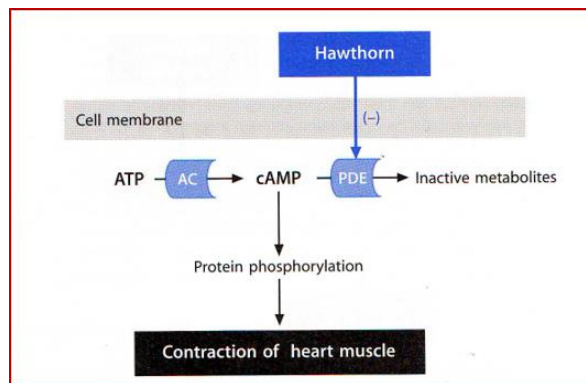 Hawthorn
Cell membrane
(–)
ATP AC cAMP PDE Inactive metabolites
Protein phosphorylation
Contraction of heart muscle